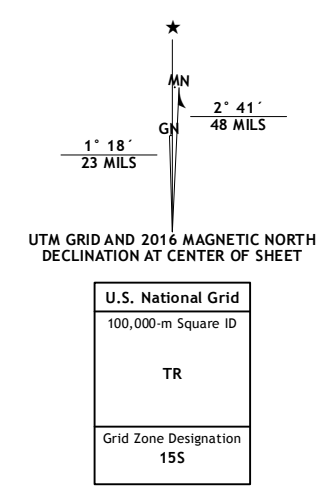 ★
MN
GN
2° 41´
48 MILS
1° 18´
23 MILS
UTM GRID AND 2016 MAGNETIC NORTH
DECLINATION AT CENTER OF SHEET
U.S. National Grid
100,000-m Square ID
TR
Grid Zone Designation
15S